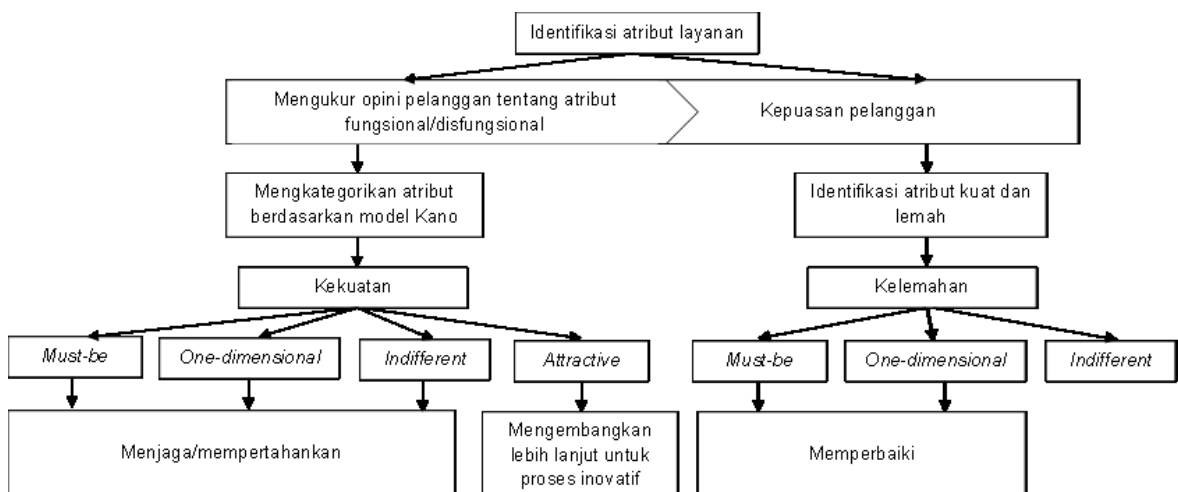 Identifikasi atribut layanan
Mengukur opini pelanggan tentang atribut
fungsional/disfungsional
Kepuasan pelanggan
Mengkategorikan atribut
berdasarkan model Kano
Identifikasi atribut kuat dan
lemah
Kekuatan
Kelemahan
Must-be
One-dimensional
Indifferent
Attractive
Must-be
One-dimensional
Indifferent
Menjaga/mempertahankan
Mengembangkan
lebih lanjut untuk
proses inovatif
Memperbaiki